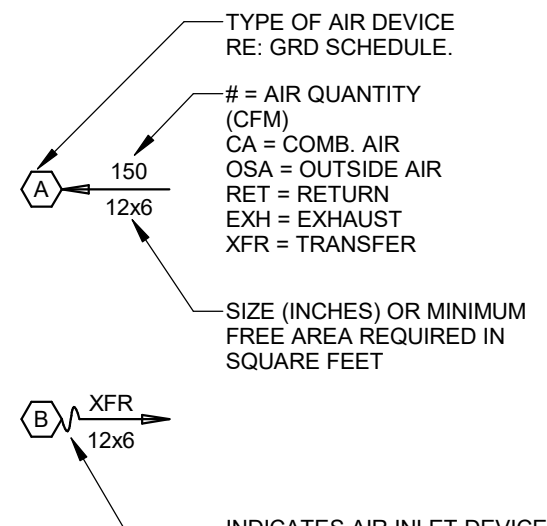 TYPE OF AIR DEVICE
RE: GRD SCHEDULE.
# = AIR QUANTITY
(CFM)
CA = COMB. AIR
OSA = OUTSIDE AIR
RET = RETURN
EXH = EXHAUST
XFR = TRANSFER
A
150
12x6
SIZE (INCHES) OR MINIMUM
FREE AREA REQUIRED IN
SQUARE FEET
B
XFR
12x6
INDICATES AIR INLET DEVICE